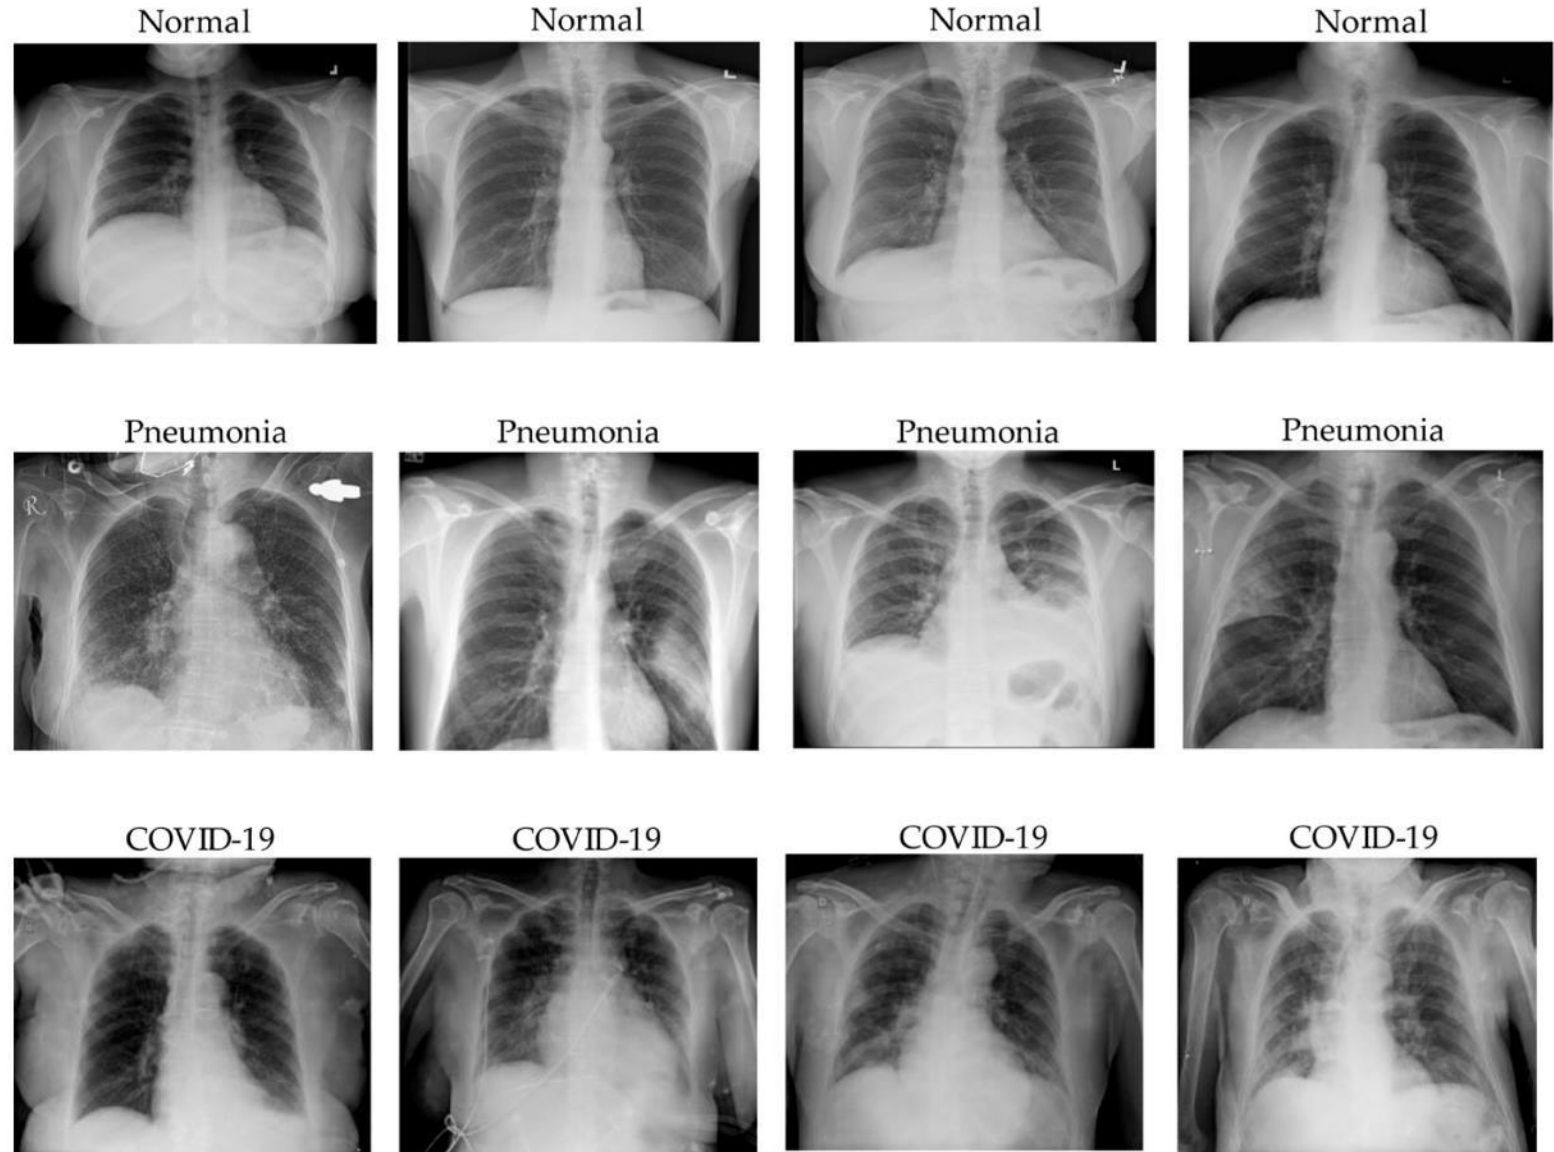 Normal Normal Normal Normal
Pneumonia Pneumonia Pneumonia Pneumonia
R
L
L
COVID-19 COVID-19 COVID-19 COVID-19